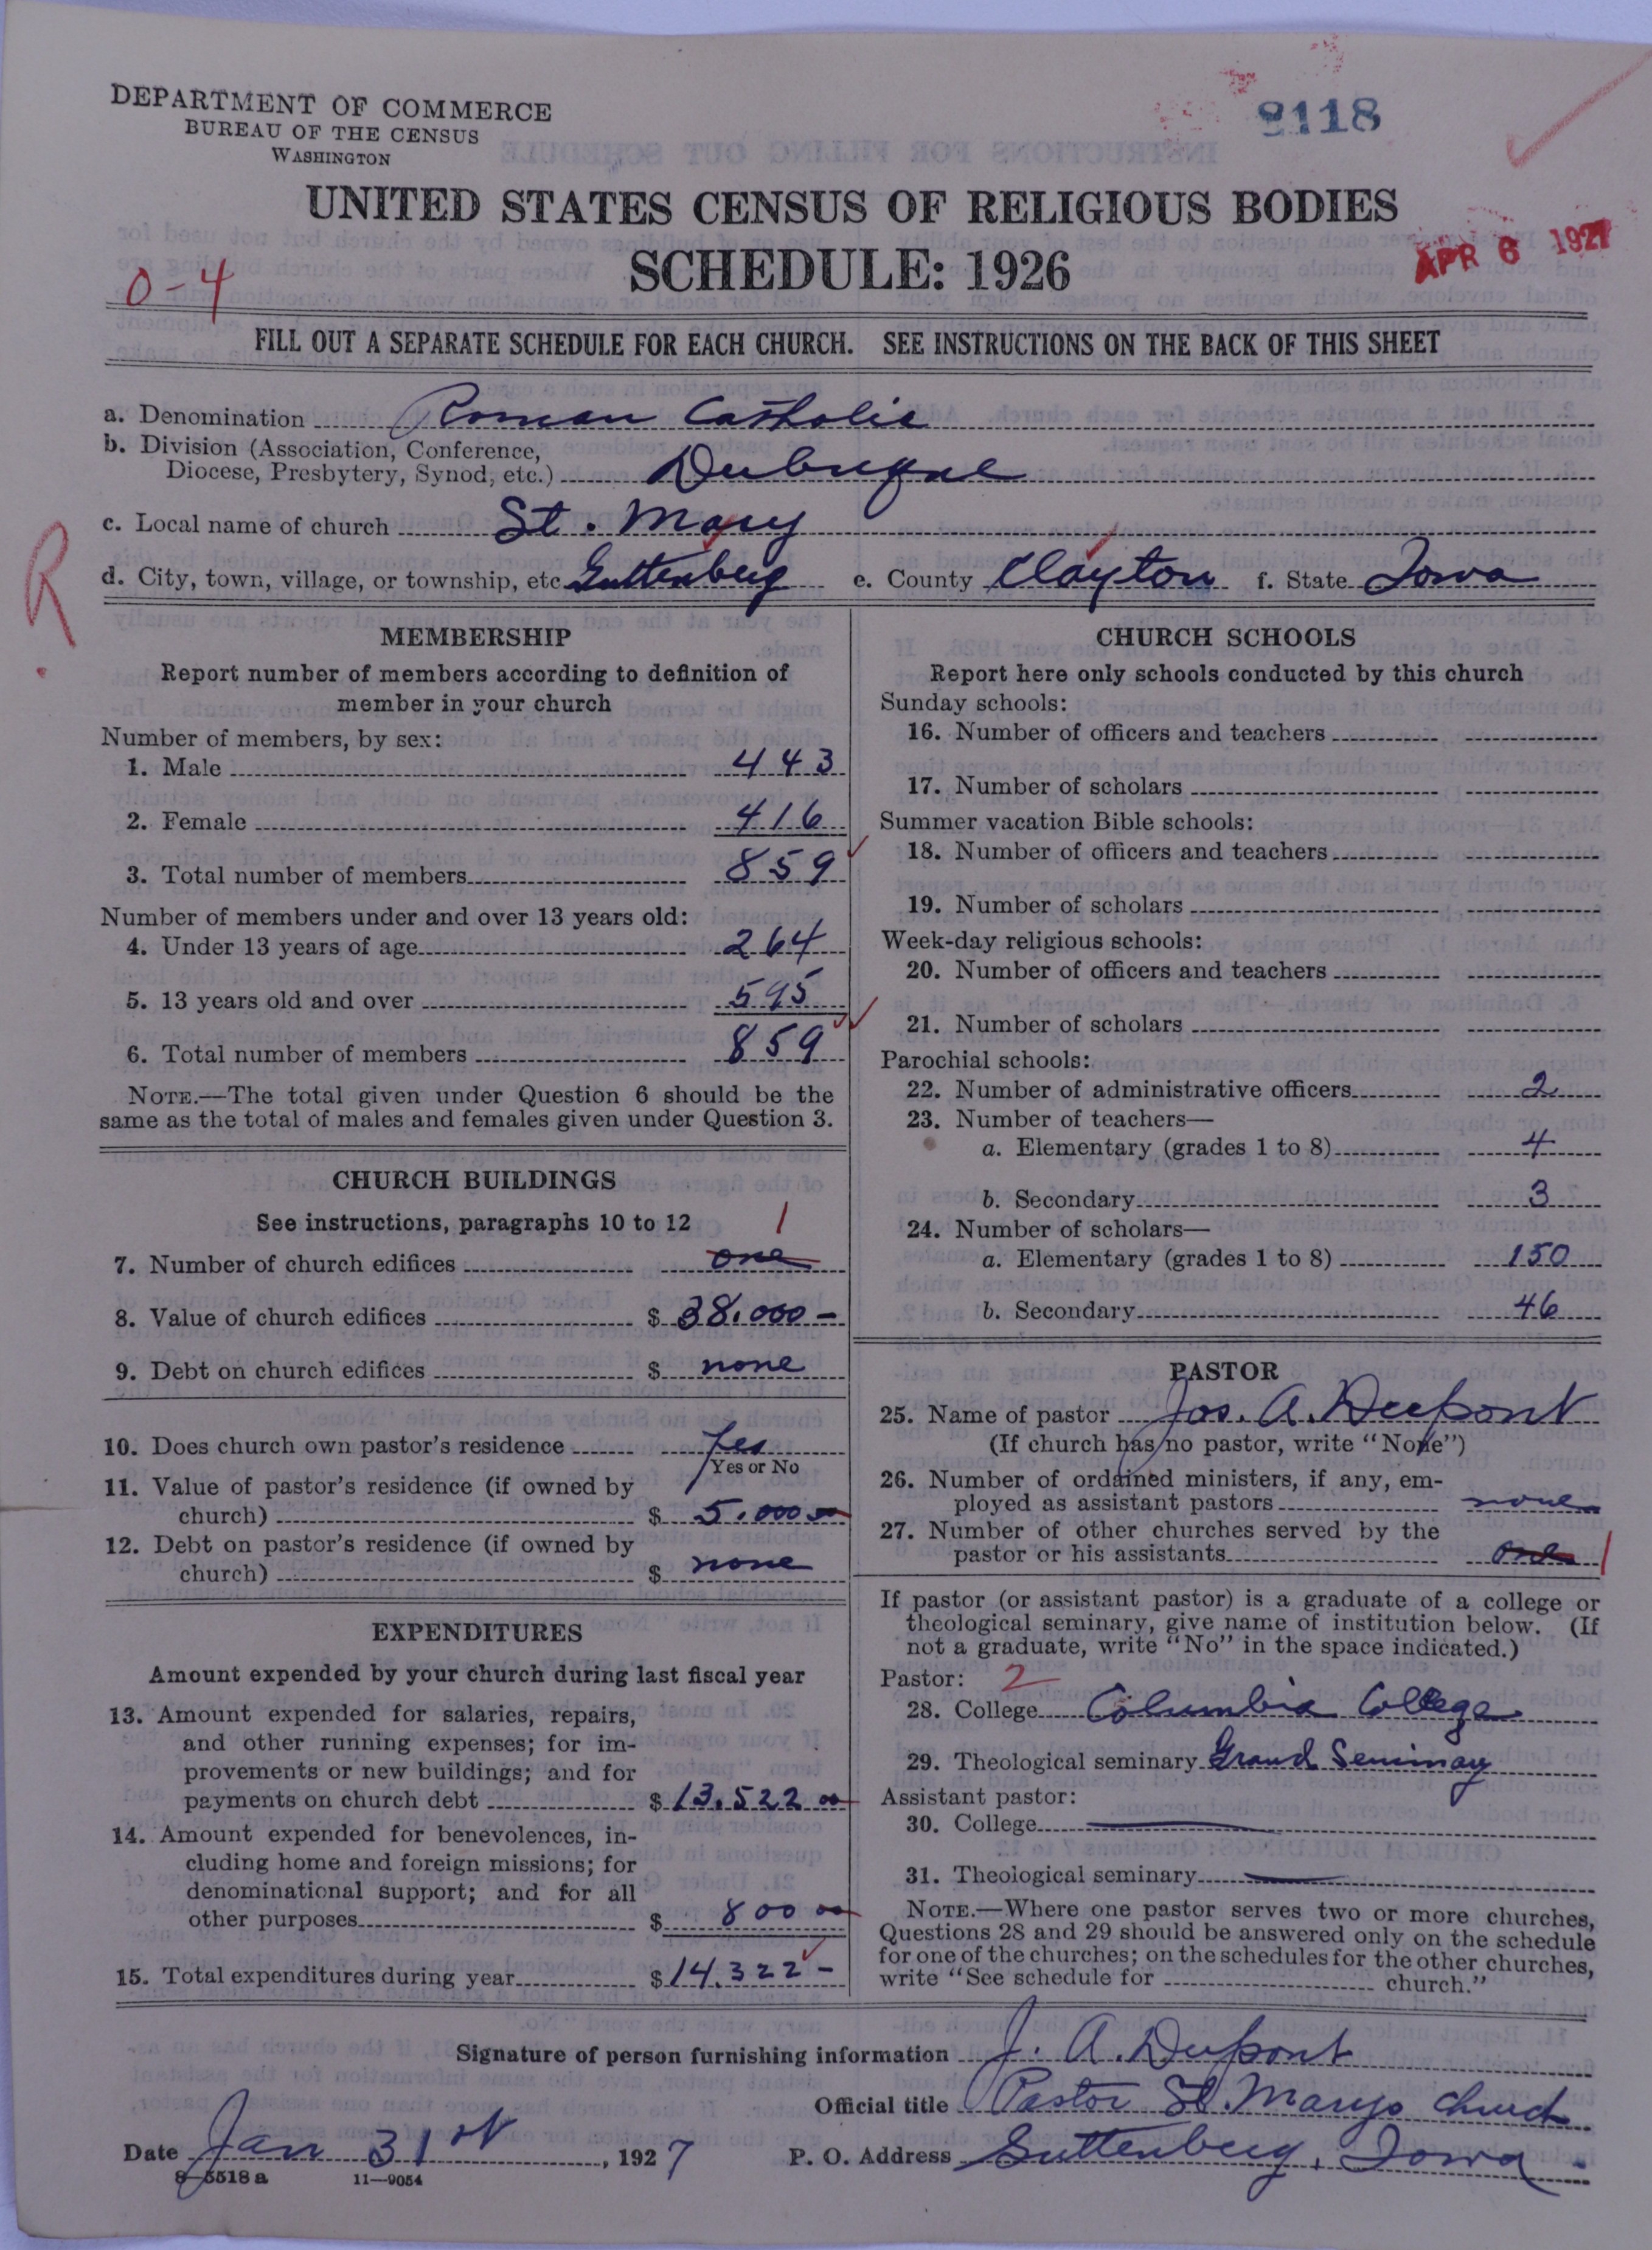 DEPARTMENT OF COMMERCE
BUREAU OF THE CENSUS
WASHINGTON
9118
UNITED STATES CENSUS OF RELIGIOUS BODIES
SCHEDULE: 1926
APR 6 1927
0-4
FILL OUT A SEPARATE SCHEDULE FOR EACH CHURCH. SEE INSTRUCTIONS ON THE BACK OF THIS SHEET
a. Denomination Roman Catholic
b. Division (Association, Conference,
Diocese, Presbytery, Synod, etc.) Dubuque
c. Local name of church St. Mary
R.
d. City, town, village, or township, etc Guttenberg e. County Clayton f. State Iowa
MEMBERSHIP
Report number of members according to definition of
member in your church
Number of members, by sex:
1. Male 443
2. Female 416
3. Total number of members 859
Number of members under and over 13 years old:
4. Under 13 years of age 264
5. 13 years old and over 595
6. Total number of members 859
NOTE.—The total given under Question 6 should be the
same as the total of males and females given under Question 3.
CHURCH BUILDINGS
See instructions, paragraphs 10 to 12
1
7. Number of church edifices one
8. Value of church edifices $ 38.000 -
9. Debt on church edifices $ none
10. Does church own pastor's residence Yes
Yes or No
11. Value of pastor's residence (if owned by
church) $ 5.000 00
12. Debt on pastor's residence (if owned by
church) $ none
EXPENDITURES
Amount expended by your church during last fiscal year
13. Amount expended for salaries, repairs,
and other running expenses; for im-
provements or new buildings; and for
payments on church debt $ 13.522 00
14. Amount expended for benevolences, in-
cluding home and foreign missions; for
denominational support; and for all
other purposes $ 800 00
15. Total expenditures during year $ 14.322 -
CHURCH SCHOOLS
Report here only schools conducted by this church
Sunday schools:
16. Number of officers and teachers
17. Number of scholars
Summer vacation Bible schools:
18. Number of officers and teachers
19. Number of scholars
Week-day religious schools:
20. Number of officers and teachers
21. Number of scholars
Parochial schools:
22. Number of administrative officers 2
23. Number of teachers—
a. Elementary (grades 1 to 8) 4
b. Secondary 3
24. Number of scholars—
a. Elementary (grades 1 to 8) 150
b. Secondary 46
PASTOR
25. Name of pastor Jos. A. Dupont
(If church has no pastor, write "None")
26. Number of ordained ministers, if any, em-
ployed as assistant pastors none
27. Number of other churches served by the
pastor or his assistants one 1
If pastor (or assistant pastor) is a graduate of a college or
theological seminary, give name of institution below. (If
not a graduate, write "No" in the space indicated.)
Pastor: 2
28. College Columbia College
29. Theological seminary Grand Seminary
Assistant pastor:
30. College
31. Theological seminary
NOTE.—Where one pastor serves two or more churches,
Questions 28 and 29 should be answered only on the schedule
for one of the churches; on the schedules for the other churches,
write "See schedule for church."
Signature of person furnishing information J. A. Dupont
Official title Pastor St. Marys Church
Date Jan 31st, 1927 P. O. Address Guttenberg, Iowa.
8-5518 a 11-9054